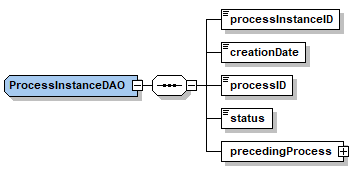 processInstanceID
creationDate
ProcessInstanceDAO
processID
status
precedingProcess